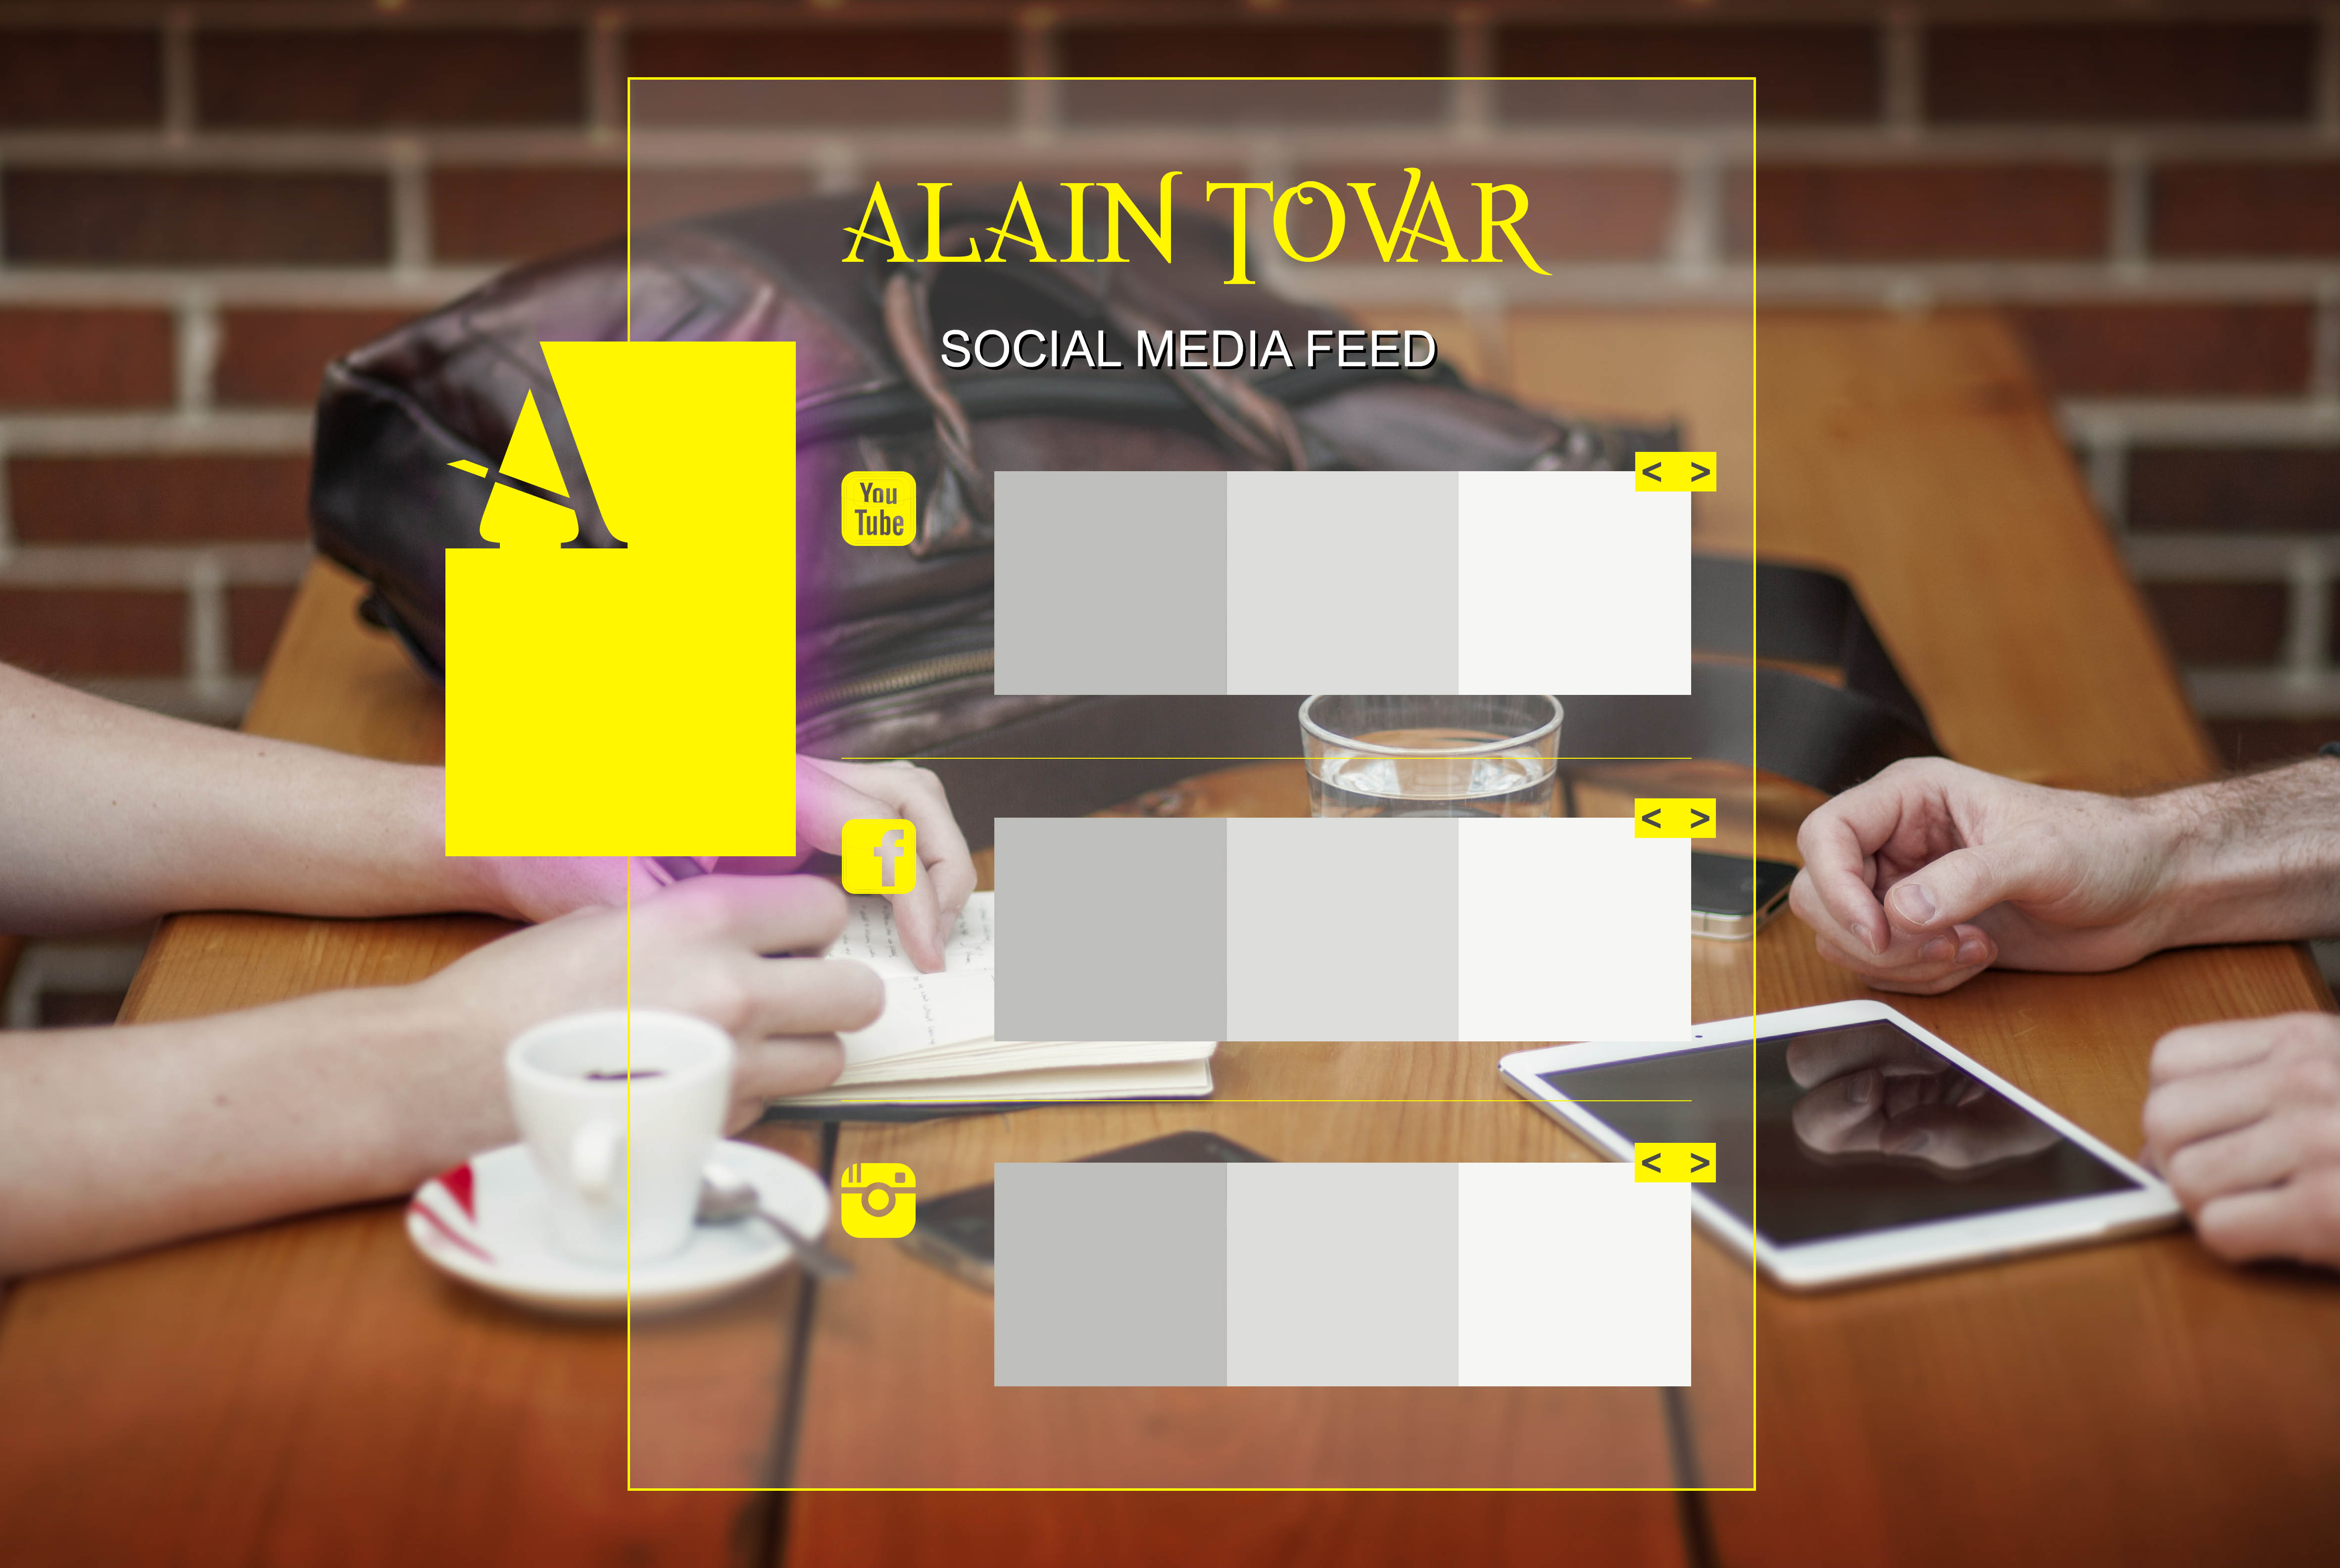 ALAIN TOVAR
SOCIAL MEDIA FEED
A
You
Tube
< >
f
< >
< >